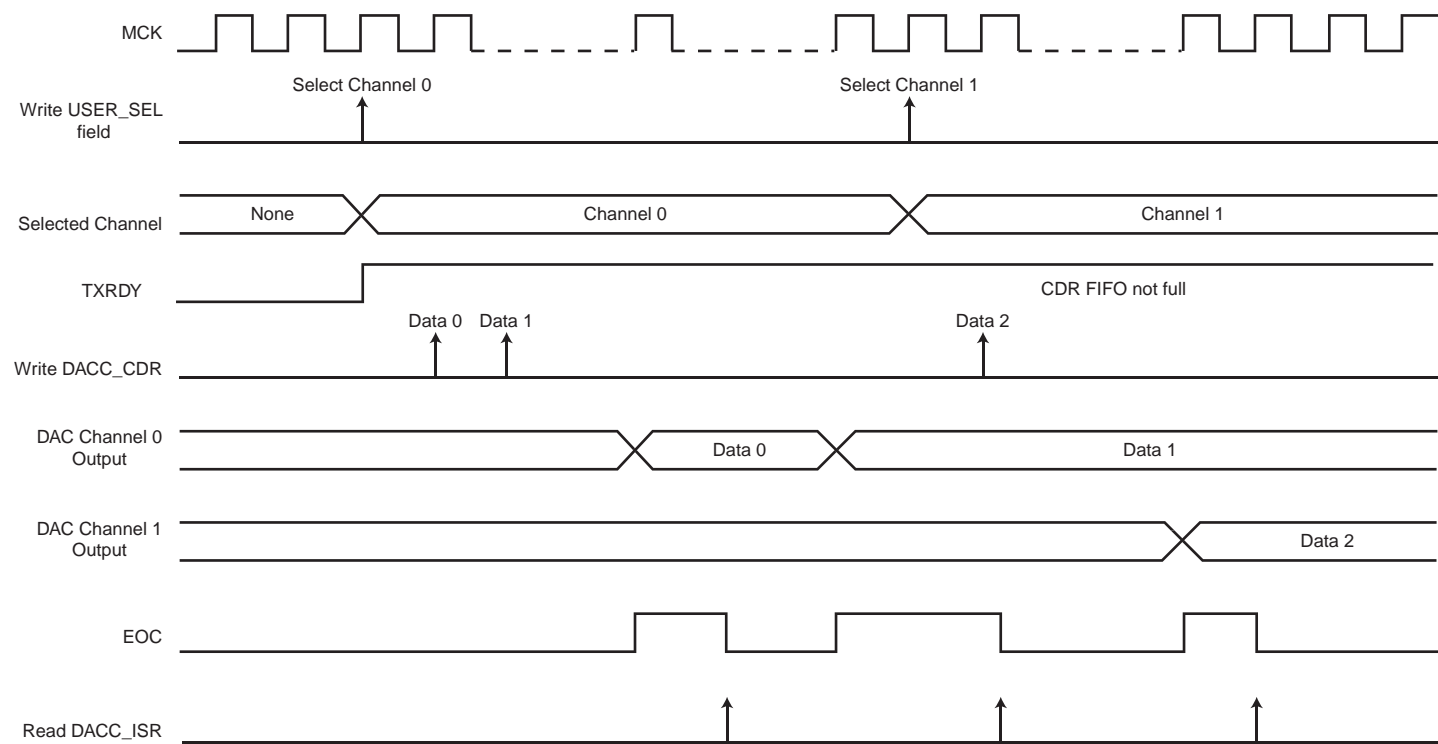 MCK
Select Channel 0
Select Channel 1
Write USER_SEL
field
Selected Channel
None
Channel 0
Channel 1
TXRDY
CDR FIFO not full
Data 0
Data 1
Data 2
Write DACC_CDR
DAC Channel 0
Output
Data 0
Data 1
DAC Channel 1
Output
Data 2
EOC
Read DACC_ISR